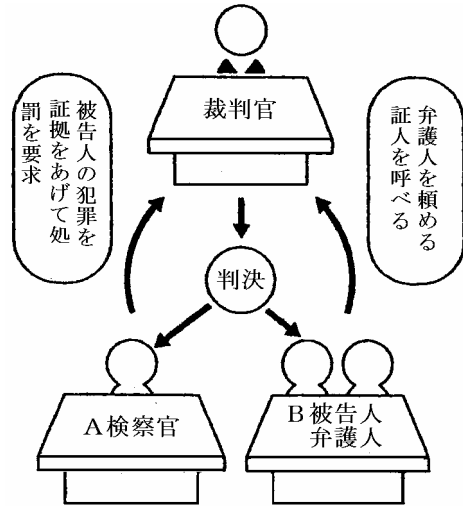 裁判官
被告人の犯罪を
証拠をあげて処
罰を要求
弁護人を頼める
証人を呼べる
判決
A検察官
B被告人
弁護人